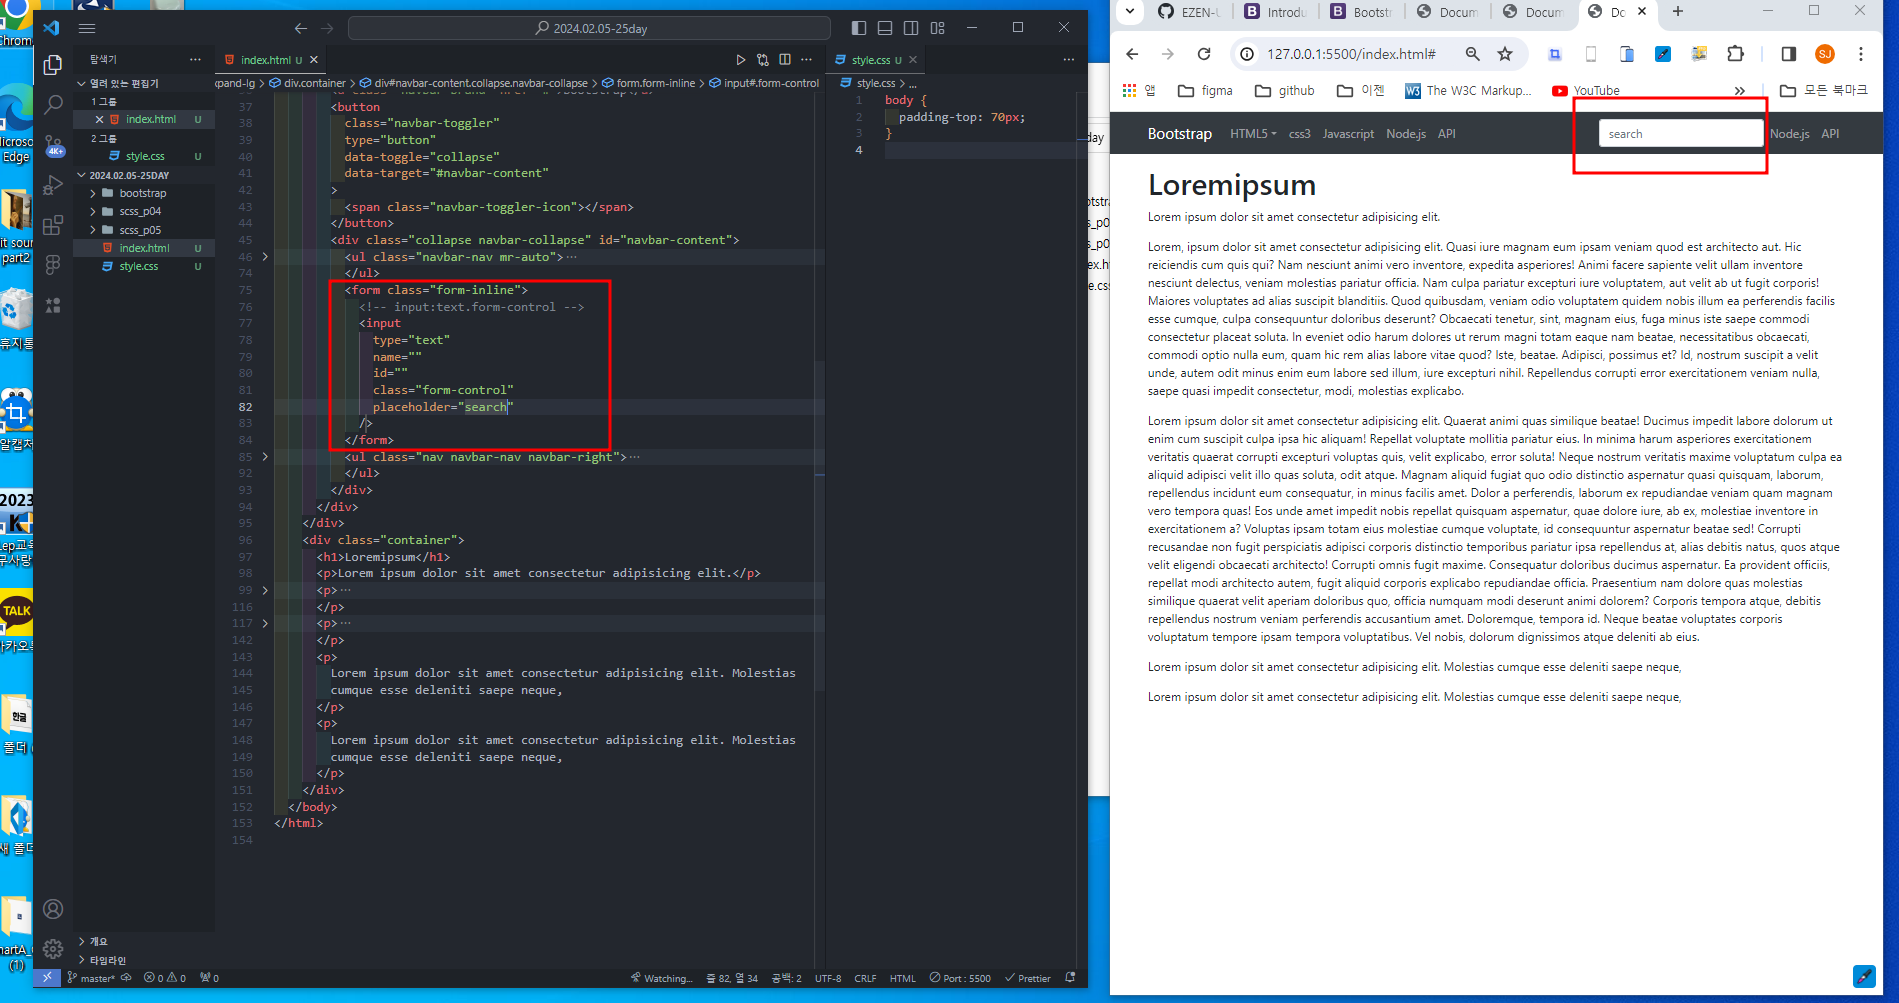 2024.02.05-25day
탐색기
열려 있는 편집기
1 그룹
index.html U
2 그룹
style.css U
2024.02.05-25DAY
bootstrap
scss_p04
scss_p05
index.html U
style.css U
개요
타임라인
index.html U
xpand-lg > div.container > div#navbar-content.collapse.navbar-collapse > form.form-inline > input#.form-control
37 <button
38 class="navbar-toggler"
39 type="button"
40 data-toggle="collapse"
41 data-target="#navbar-content"
42 >
43 <span class="navbar-toggler-icon"></span>
44 </button>
45 <div class="collapse navbar-collapse" id="navbar-content">
46 <ul class="navbar-nav mr-auto">…
74 </ul>
75 <form class="form-inline">
76 <!-- input:text.form-control -->
77 <input
78 type="text"
79 name=""
80 id=""
81 class="form-control"
82 placeholder="search"
83 />
84 </form>
85 <ul class="nav navbar-nav navbar-right">…
92 </ul>
93 </div>
94 </div>
95 </div>
96 <div class="container">
97 <h1>Loremipsum</h1>
98 <p>Lorem ipsum dolor sit amet consectetur adipisicing elit.</p>
99 <p>…
116 </p>
117 <p>…
142 </p>
143 <p>
144 Lorem ipsum dolor sit amet consectetur adipisicing elit. Molestias
145 cumque esse deleniti saepe neque,
146 </p>
147 <p>
148 Lorem ipsum dolor sit amet consectetur adipisicing elit. Molestias
149 cumque esse deleniti saepe neque,
150 </p>
151 </div>
152 </body>
153 </html>
154
style.css U
style.css > ...
1 body {
2 padding-top: 70px;
3 }
4
master* 0 0 0 Watching... 줄 82, 열 34 공백: 2 UTF-8 CRLF HTML Port : 5500 Prettier
EZEN-U Introdu Bootstr Docum Docum Do
127.0.0.1:5500/index.html# SJ
앱 figma github 이젠 The W3C Markup... YouTube 모든 북마크
Bootstrap HTML5 css3 Javascript Node.js API search Node.js API
Loremipsum
Lorem ipsum dolor sit amet consectetur adipisicing elit.
Lorem, ipsum dolor sit amet consectetur adipisicing elit. Quasi iure magnam eum ipsam veniam quod est architecto aut. Hic
reiciendis cum quis qui? Nam nesciunt animi vero inventore, expedita asperiores! Animi facere sapiente velit ullam inventore
nesciunt delectus, veniam molestias pariatur officia. Nam culpa pariatur excepturi iure voluptatem, aut velit ab ut fugit corporis!
Maiores voluptates ad alias suscipit blanditiis. Quod quibusdam, veniam odio voluptatem quidem nobis illum ea perferendis facilis
esse cumque, culpa consequuntur doloribus deserunt? Obcaecati tenetur, sint, magnam eius, fuga minus iste saepe commodi
consectetur placeat soluta. In eveniet odio harum dolores ut rerum magni totam eaque nam beatae, necessitatibus obcaecati,
commodi optio nulla eum, quam hic rem alias labore vitae quod? Iste, beatae. Adipisci, possimus et? Id, nostrum suscipit a velit
unde, autem odit minus enim eum labore sed illum, iure excepturi nihil. Repellendus corrupti error exercitationem veniam nulla,
saepe quasi impedit consectetur, modi, molestias explicabo.
Lorem ipsum dolor sit amet consectetur adipisicing elit. Quaerat animi quas similique beatae! Ducimus impedit labore dolorum ut
enim cum suscipit culpa ipsa hic aliquam! Repellat voluptate mollitia pariatur eius. In minima harum asperiores exercitationem
veritatis quaerat corrupti excepturi voluptas quis, velit explicabo, error soluta! Neque nostrum veritatis maxime voluptatum culpa ea
aliquid adipisci velit illo quas soluta, odit atque. Magnam aliquid fugiat quo odio distinctio aspernatur quasi quisquam, laborum,
repellendus incidunt eum consequatur, in minus facilis amet. Dolor a perferendis, laborum ex repudiandae veniam quam magnam
vero tempora quas! Eos unde amet impedit nobis repellat quisquam aspernatur, quae dolore iure, ab ex, molestiae inventore in
exercitationem a? Voluptas ipsam totam eius molestiae cumque voluptate, id consequuntur aspernatur beatae sed! Corrupti
recusandae non fugit perspiciatis adipisci corporis distinctio temporibus pariatur ipsa repellendus at, alias debitis natus, quos atque
velit eligendi obcaecati architecto! Corrupti omnis fugit maxime. Consequatur doloribus ducimus aspernatur. Ea provident officiis,
repellat modi architecto autem, fugit aliquid corporis explicabo repudiandae officia. Praesentium nam dolore quas molestias
similique quaerat velit aperiam doloribus quo, officia numquam modi deserunt animi dolorem? Corporis tempora atque, debitis
repellendus nostrum veniam perferendis accusantium amet. Doloremque, tempora id. Neque beatae voluptates corporis
voluptatum tempore ipsam tempora voluptatibus. Vel nobis, dolorum dignissimos atque deleniti ab eius.
Lorem ipsum dolor sit amet consectetur adipisicing elit. Molestias cumque esse deleniti saepe neque,
Lorem ipsum dolor sit amet consectetur adipisicing elit. Molestias cumque esse deleniti saepe neque,